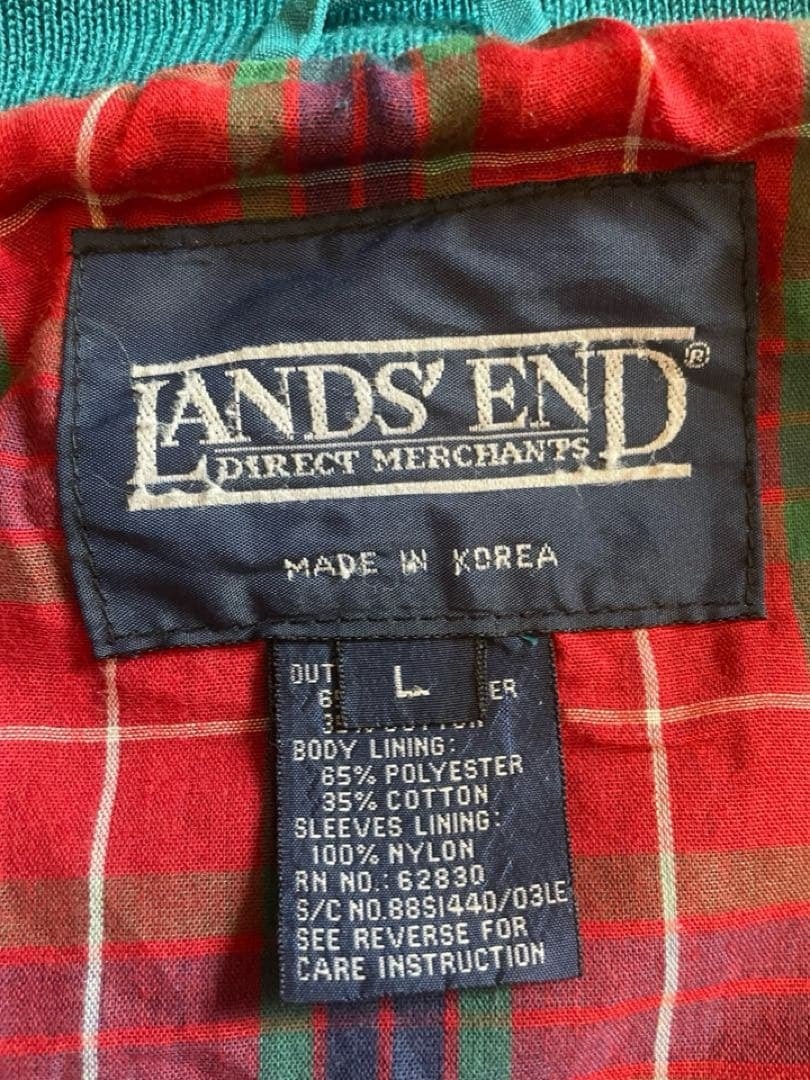 LANDS' END ®
DIRECT MERCHANTS
MADE IN KOREA
L
BODY LINING:
65% POLYESTER
35% COTTON
SLEEVES LINING:
100% NYLON
RN NO.: 62830
S/C NO.88S1440/03LE
SEE REVERSE FOR
CARE INSTRUCTION